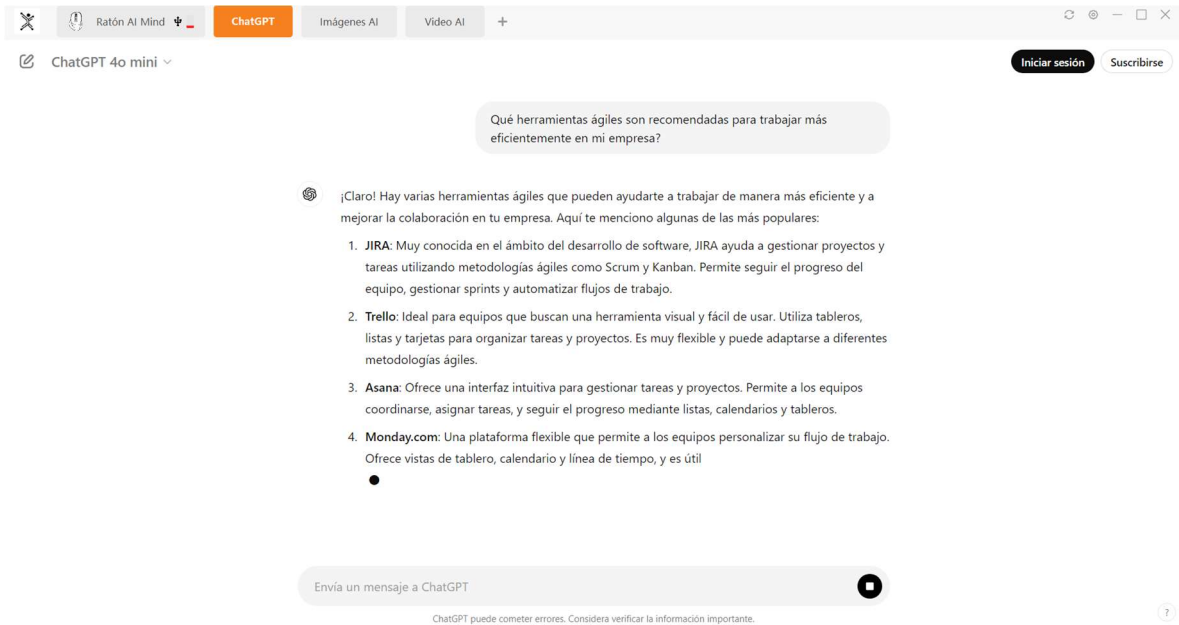 Ratón AI Mind
ChatGPT
Imágenes AI
Video AI
ChatGPT 4o mini
Iniciar sesión
Suscribirse
Qué herramientas ágiles son recomendadas para trabajar más
eficientemente en mi empresa?
¡Claro! Hay varias herramientas ágiles que pueden ayudarte a trabajar de manera más eficiente y a
mejorar la colaboración en tu empresa. Aquí te menciono algunas de las más populares:
1. JIRA: Muy conocida en el ámbito del desarrollo de software, JIRA ayuda a gestionar proyectos y
tareas utilizando metodologías ágiles como Scrum y Kanban. Permite seguir el progreso del
equipo, gestionar sprints y automatizar flujos de trabajo.
2. Trello: Ideal para equipos que buscan una herramienta visual y fácil de usar. Utiliza tableros,
listas y tarjetas para organizar tareas y proyectos. Es muy flexible y puede adaptarse a diferentes
metodologías ágiles.
3. Asana: Ofrece una interfaz intuitiva para gestionar tareas y proyectos. Permite a los equipos
coordinarse, asignar tareas, y seguir el progreso mediante listas, calendarios y tableros.
4. Monday.com: Una plataforma flexible que permite a los equipos personalizar su flujo de trabajo.
Ofrece vistas de tablero, calendario y línea de tiempo, y es útil
Envía un mensaje a ChatGPT
ChatGPT puede cometer errores. Considera verificar la información importante.
?